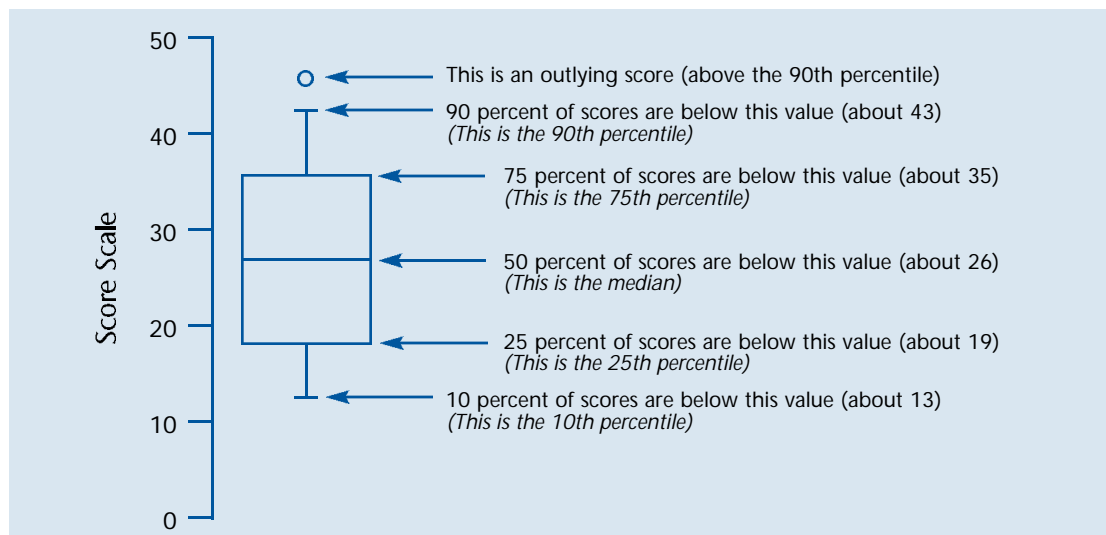 50
This is an outlying score (above the 90th percentile)
90 percent of scores are below this value (about 43)
(This is the 90th percentile)
40
75 percent of scores are below this value (about 35)
(This is the 75th percentile)
30
Score Scale
50 percent of scores are below this value (about 26)
(This is the median)
20
25 percent of scores are below this value (about 19)
(This is the 25th percentile)
10 percent of scores are below this value (about 13)
(This is the 10th percentile)
10
0